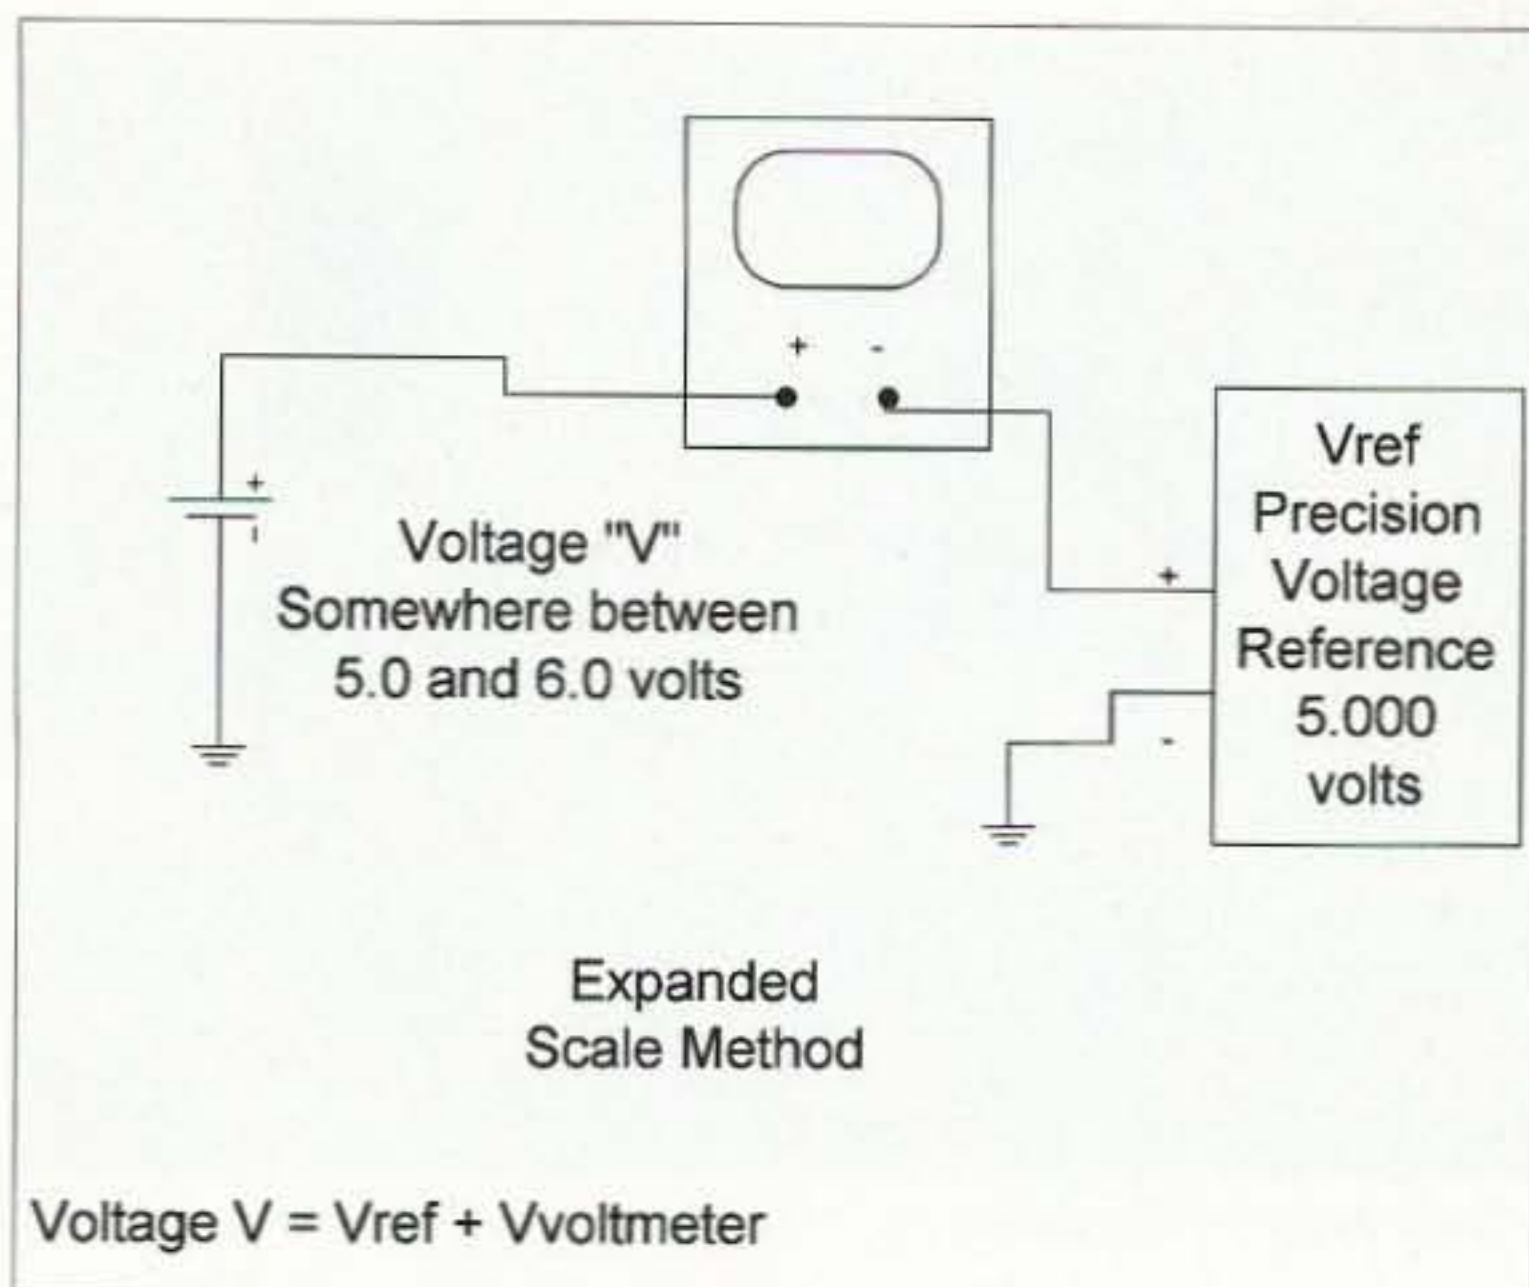 + -
+
-
Voltage "V"
Somewhere between
5.0 and 6.0 volts
Vref
Precision
Voltage
Reference
5.000
volts
+
-
Expanded
Scale Method
Voltage V = Vref + Vvoltmeter